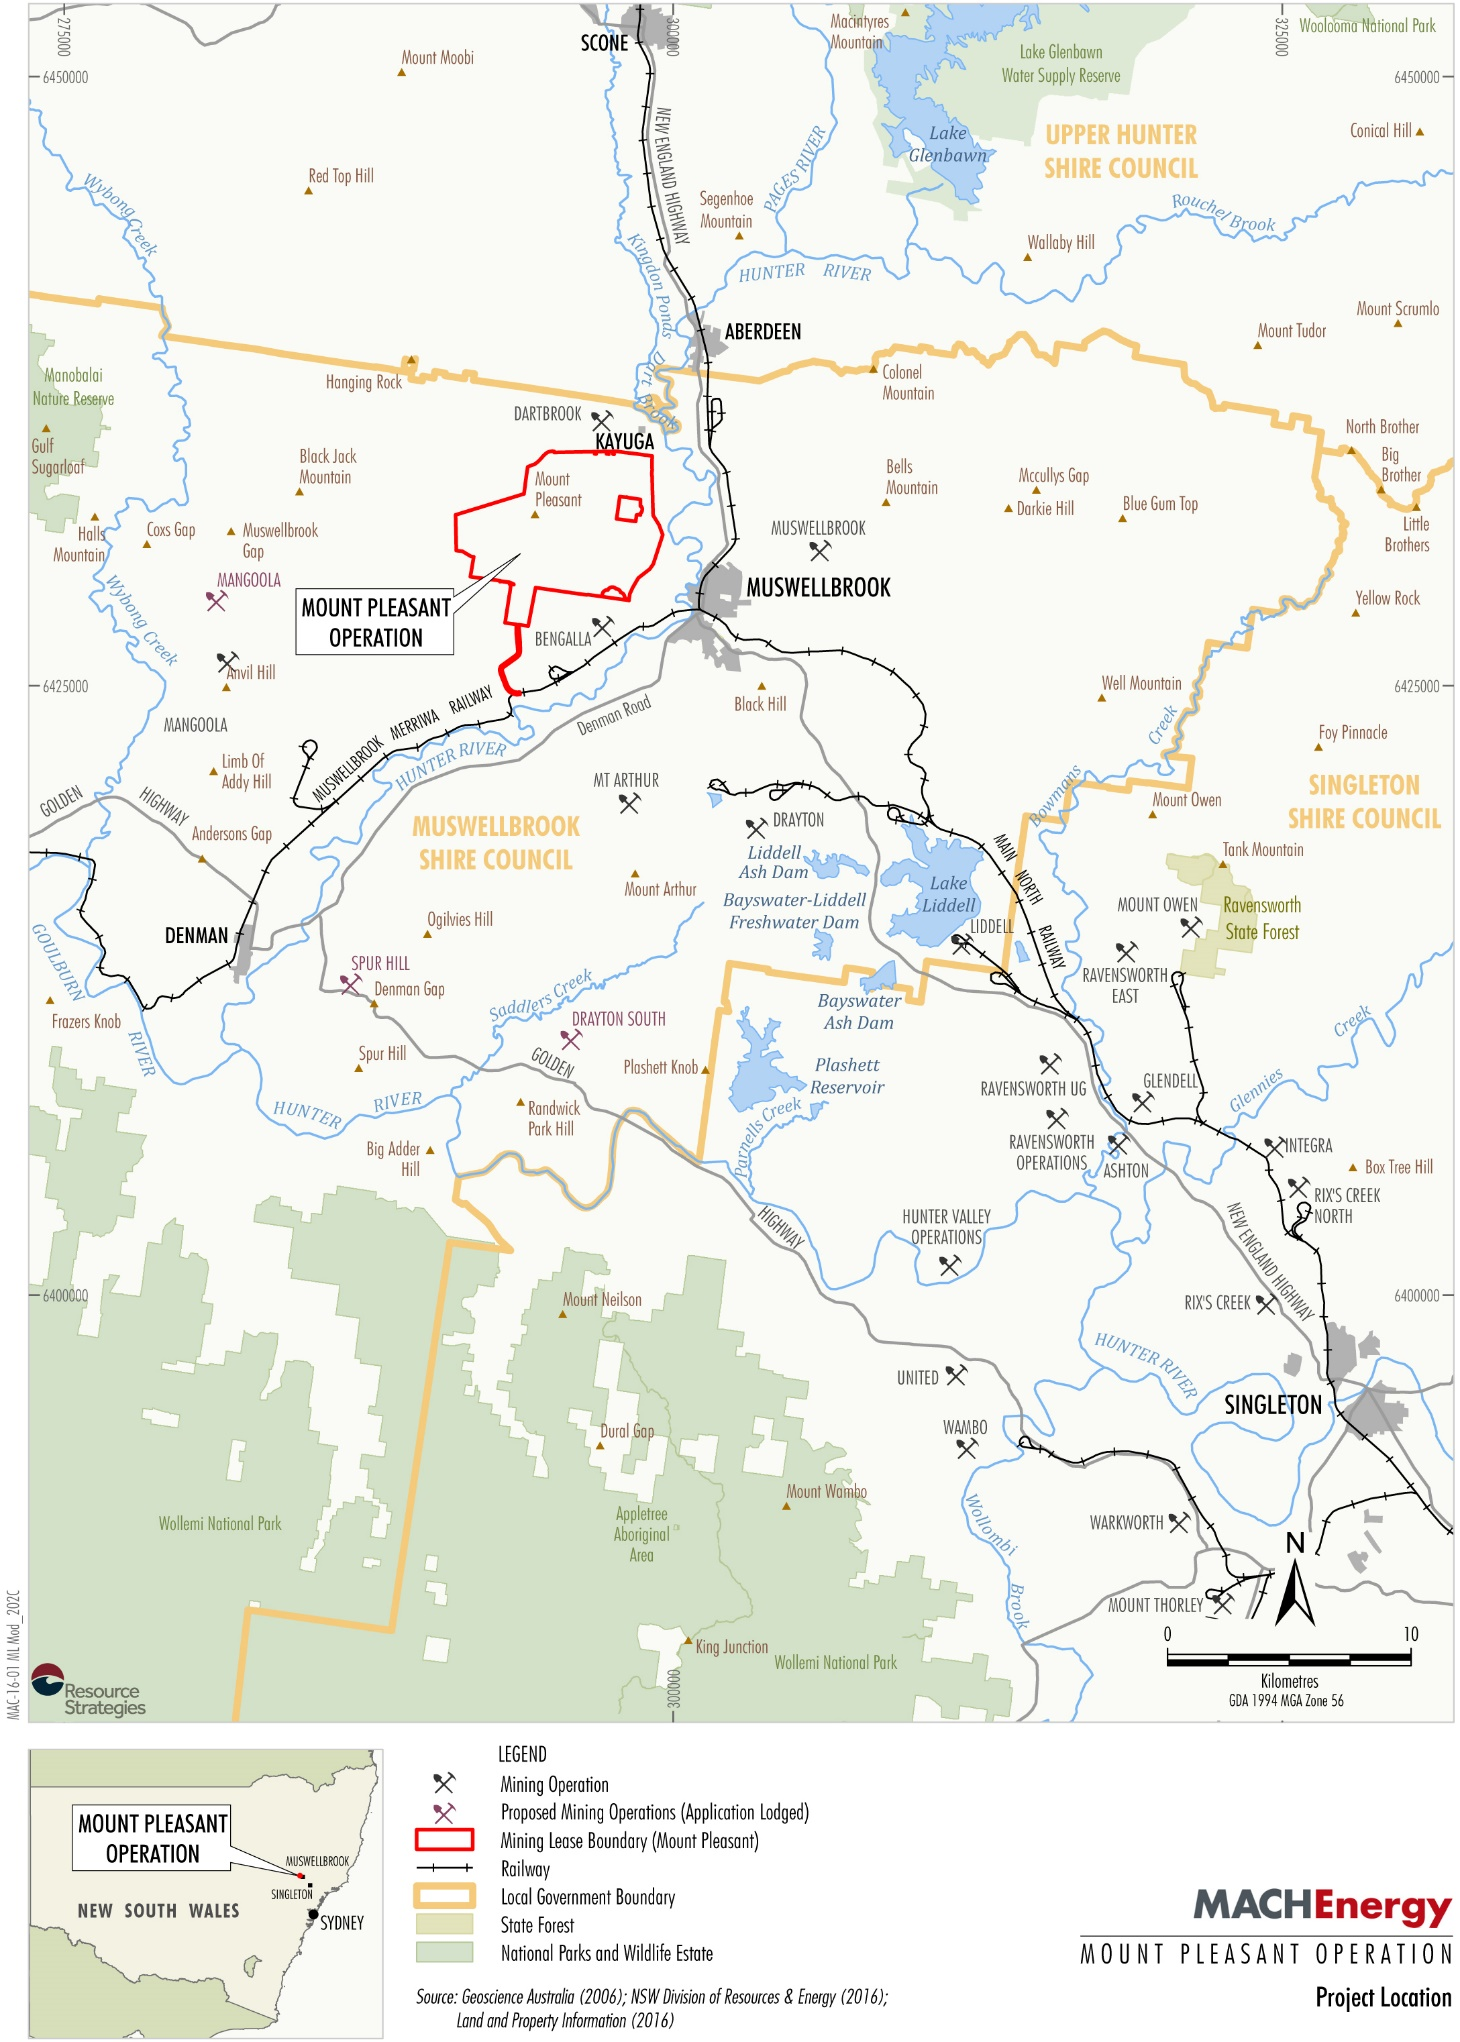 275000
300000
325000
SCONE
Macintyres
Mountain
Woolooma National Park
Mount Moobi
Lake Glenbawn
Water Supply Reserve
6450000
6450000
NEW ENGLAND HIGHWAY
Lake
Glenbawn
UPPER HUNTER
SHIRE COUNCIL
Conical Hill
PAGES RIVER
Wybong Creek
Red Top Hill
Segenhoe
Mountain
Rouchel Brook
Kingdon Ponds
HUNTER RIVER
Wallaby Hill
Mount Scrumlo
ABERDEEN
Mount Tudor
Manobalai
Nature Reserve
Hanging Rock
Dart Brook
Colonel
Mountain
DARTBROOK
KAYUGA
Gulf
Sugarloaf
Black Jack
Mountain
Mount
Pleasant
Bells
Mountain
Mccullys Gap
Darkie Hill
Blue Gum Top
North Brother
Big
Brother
Little
Brothers
Halls
Mountain
Coxs Gap
Muswellbrook
Gap
MUSWELLBROOK
MANGOOLA
MOUNT PLEASANT
OPERATION
MUSWELLBROOK
Yellow Rock
Wybong Creek
BENGALLA
Anvil Hill
6425000
6425000
Black Hill
Well Mountain
MANGOOLA
MUSWELLBROOK MERRIWA RAILWAY
Denman Road
HUNTER RIVER
Creek
Foy Pinnacle
Limb Of
Addy Hill
MT ARTHUR
Bowmans
Mount Owen
SINGLETON
SHIRE COUNCIL
GOLDEN
HIGHWAY
Andersons Gap
MUSWELLBROOK
SHIRE COUNCIL
DRAYTON
Liddell
Ash Dam
MAIN NORTH RAILWAY
Tank Mountain
Mount Arthur
Bayswater-Liddell
Freshwater Dam
Lake
Liddell
MOUNT OWEN
Ravensworth
State Forest
Ogilvies Hill
LIDDELL
DENMAN
GOULBURN
RIVER
SPUR HILL
Denman Gap
RAVENSWORTH
EAST
Saddlers Creek
Bayswater
Ash Dam
Frazers Knob
DRAYTON SOUTH
Creek
Spur Hill
GOLDEN
Plashett Knob
Plashett
Reservoir
RAVENSWORTH UG
GLENDELL
Glennies
HUNTER RIVER
Randwick
Park Hill
Parnells Creek
RAVENSWORTH
OPERATIONS
ASHTON
INTEGRA
Big Adder
Hill
Box Tree Hill
RIX'S CREEK
NORTH
HIGHWAY
HUNTER VALLEY
OPERATIONS
NEW ENGLAND HIGHWAY
6400000
6400000
Mount Neilson
RIX'S CREEK
HUNTER RIVER
UNITED
SINGLETON
Dural Gap
WAMBO
Mount Wambo
Wollemi National Park
Appletree
Aboriginal
Area
Wollombi
Brook
WARKWORTH
N
MOUNT THORLEY
King Junction
Wollemi National Park
0 10
Kilometres
GDA 1994 MGA Zone 56
300000
MAC-16-01 ML Mod_202C
Resource
Strategies
MOUNT PLEASANT
OPERATION
MUSWELLBROOK
SINGLETON
NEW SOUTH WALES
SYDNEY
LEGEND
Mining Operation
Proposed Mining Operations (Application Lodged)
Mining Lease Boundary (Mount Pleasant)
Railway
Local Government Boundary
State Forest
National Parks and Wildlife Estate
Source: Geoscience Australia (2006); NSW Division of Resources & Energy (2016);
Land and Property Information (2016)
MACHEnergy
MOUNT PLEASANT OPERATION
Project Location